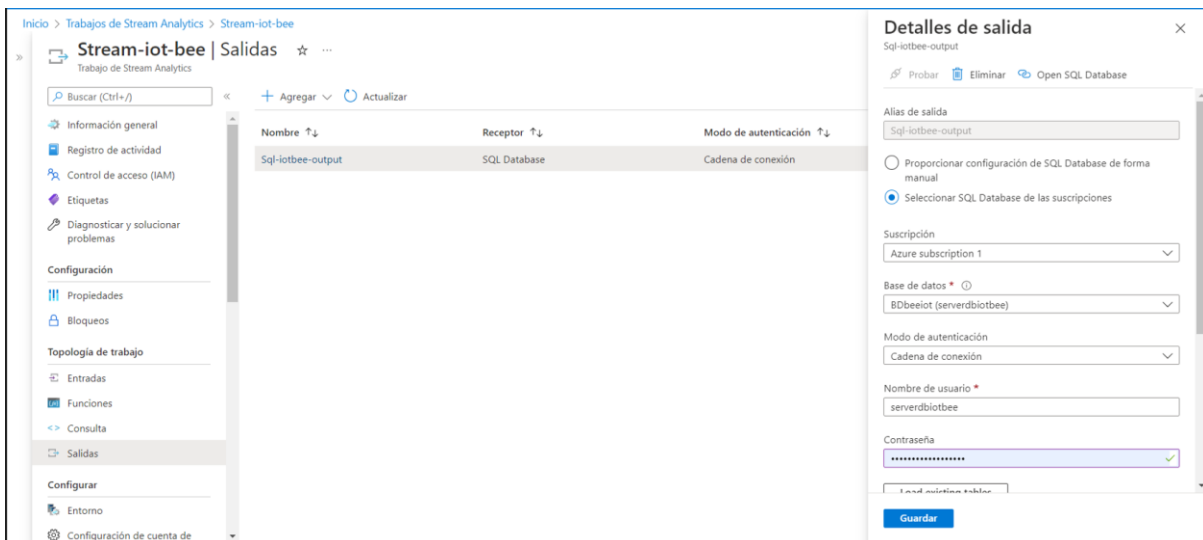 Inicio > Trabajos de Stream Analytics > Stream-iot-bee
Stream-iot-bee | Salidas
Trabajo de Stream Analytics
Buscar (Ctrl+/)
Información general
Registro de actividad
Control de acceso (IAM)
Etiquetas
Diagnosticar y solucionar
problemas
Configuración
Propiedades
Bloqueos
Topología de trabajo
Entradas
Funciones
Consulta
Salidas
Configurar
Entorno
Configuración de cuenta de
Agregar
Actualizar
Nombre
Receptor
Modo de autenticación
Sql-iotbee-output
SQL Database
Cadena de conexión
Detalles de salida
Sql-iotbee-output
Probar
Eliminar
Open SQL Database
Alias de salida
Sql-iotbee-output
Proporcionar configuración de SQL Database de forma
manual
Seleccionar SQL Database de las suscripciones
Suscripción
Azure subscription 1
Base de datos *
BDbeeiot (serverdbiotbee)
Modo de autenticación
Cadena de conexión
Nombre de usuario *
serverdbiotbee
Contraseña
••••••••••••••••••
Load existing tables
Guardar